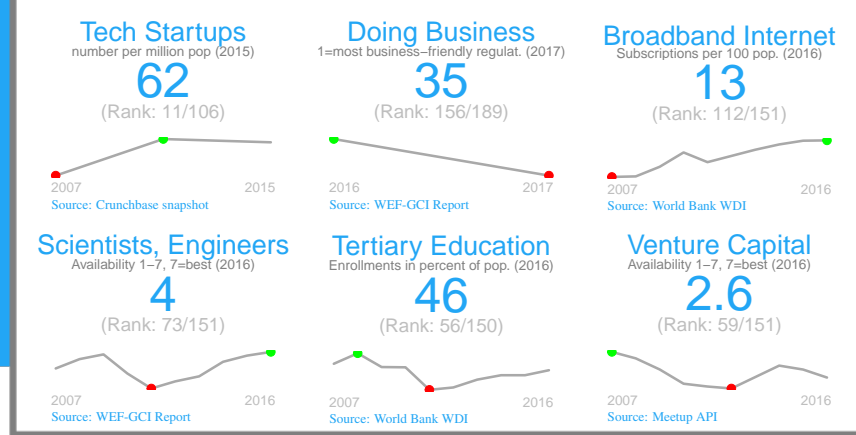 Tech Startups
number per million pop (2015)
62
(Rank: 11/106)
2007 2015
Source: Crunchbase snapshot
Doing Business
1=most business−friendly regulat. (2017)
35
(Rank: 156/189)
2016 2017
Source: WEF-GCI Report
Broadband Internet
Subscriptions per 100 pop. (2016)
13
(Rank: 112/151)
2007 2016
Source: World Bank WDI
Scientists, Engineers
Availability 1−7, 7=best (2016)
4
(Rank: 73/151)
2007 2016
Source: WEF-GCI Report
Tertiary Education
Enrollments in percent of pop. (2016)
46
(Rank: 56/150)
2007 2016
Source: World Bank WDI
Venture Capital
Availability 1−7, 7=best (2016)
2.6
(Rank: 59/151)
2007 2016
Source: Meetup API